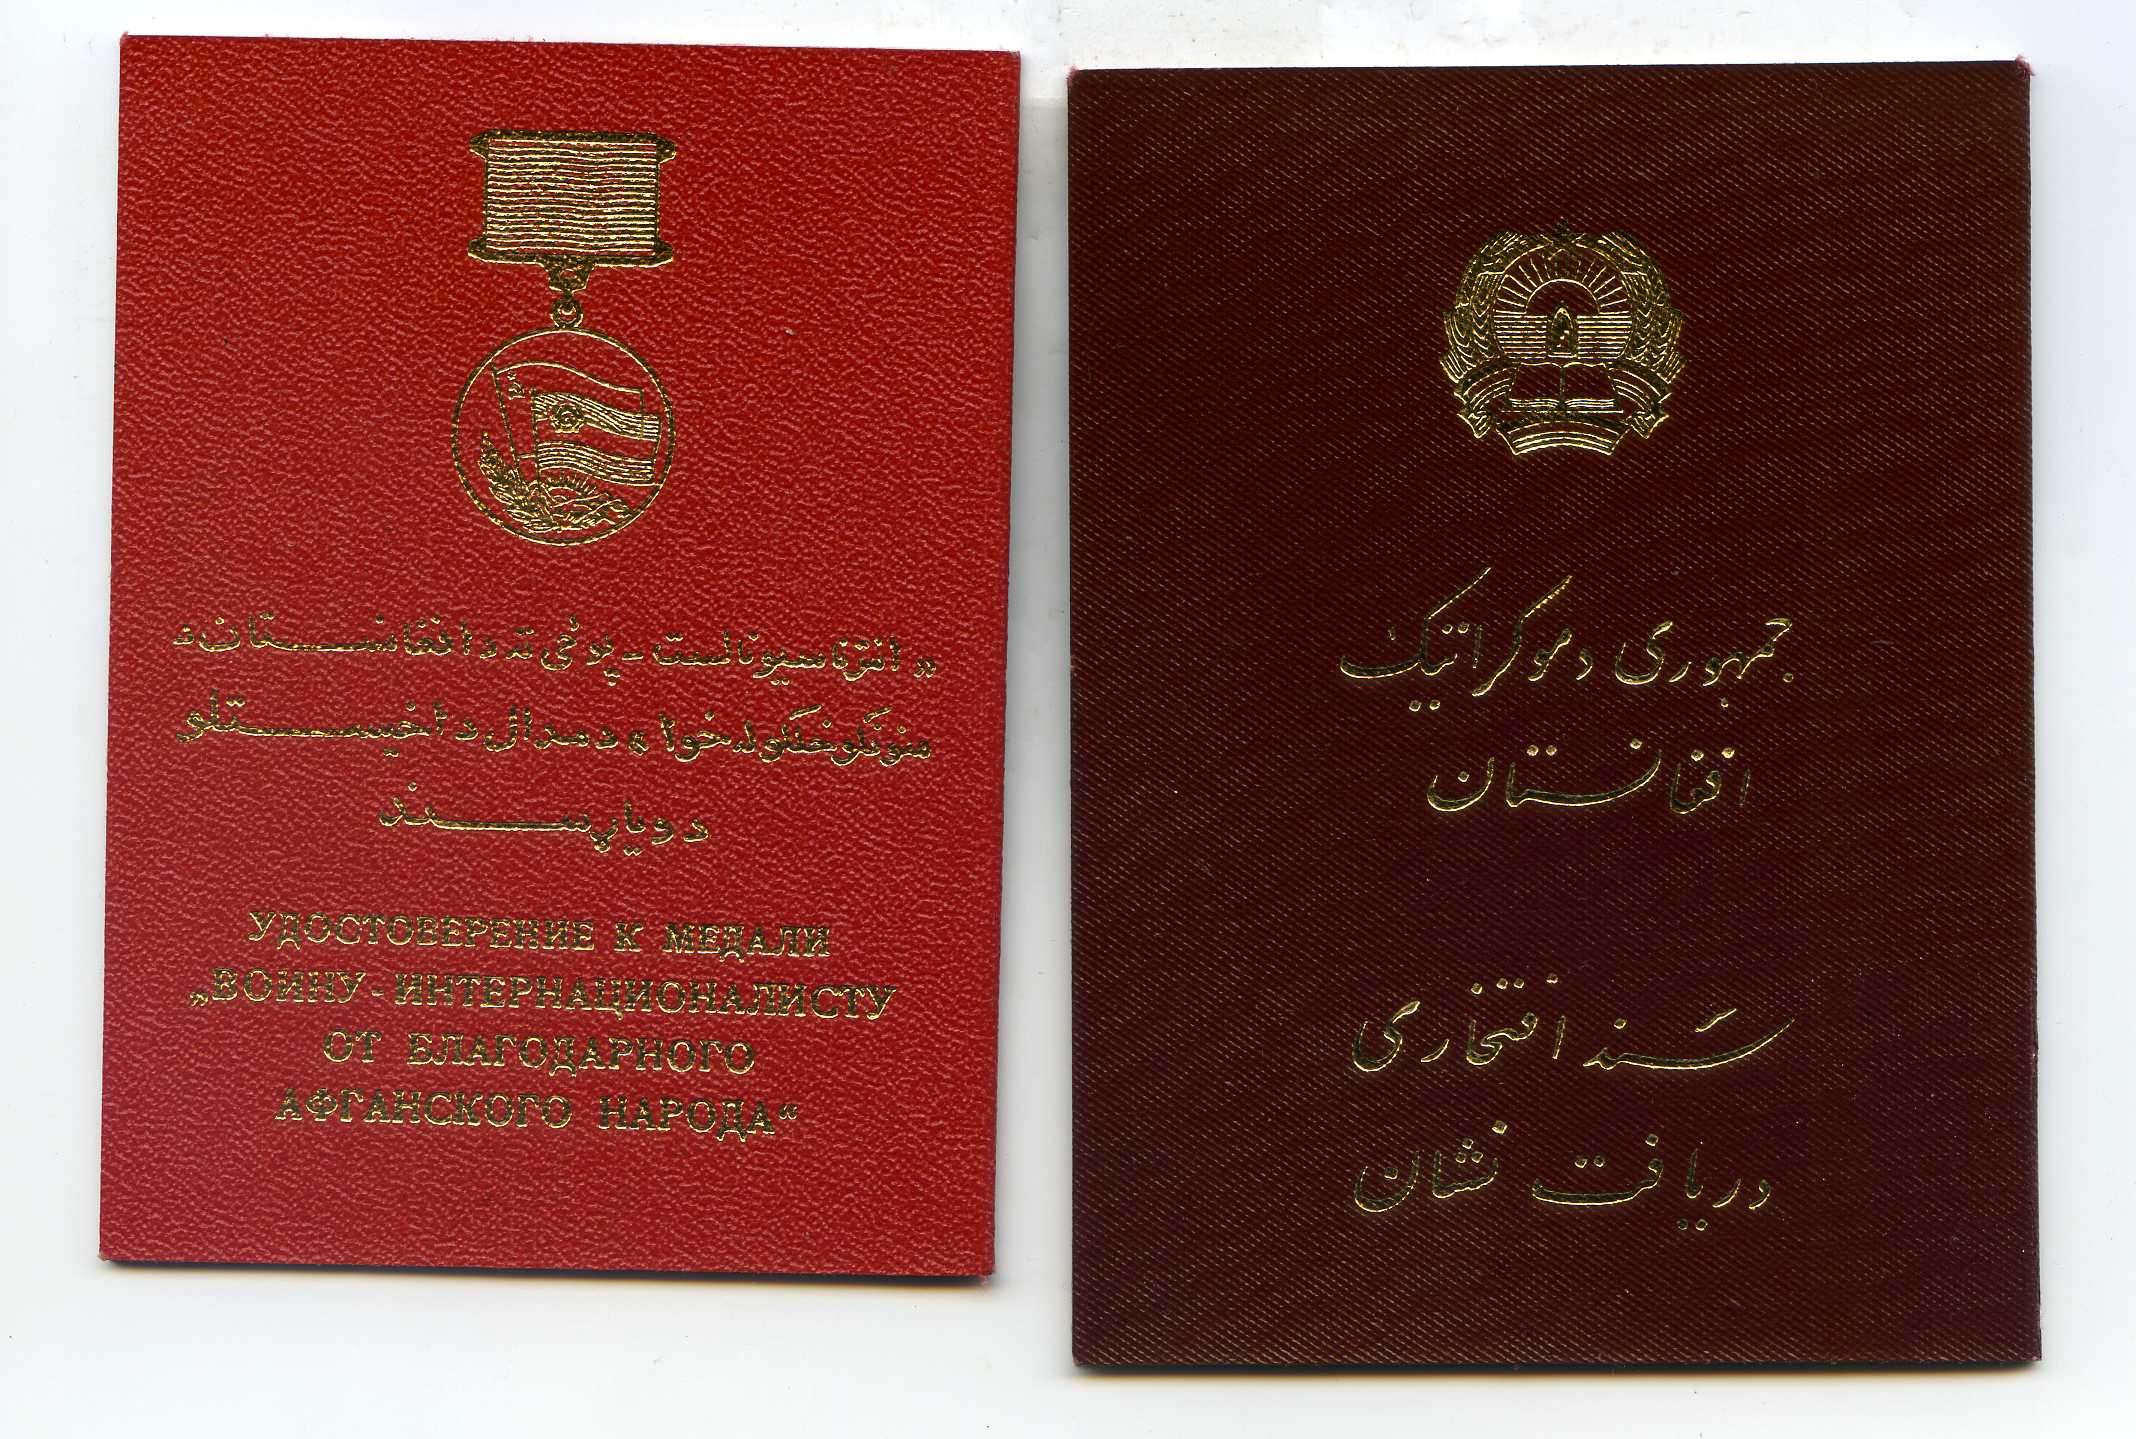 « انترناسیونالست - پوځی ته د افغانستان د
منونکو خلکو له خوا » د مدال د اخیستلو
د ویاړ سند
УДОСТОВЕРЕНИЕ К МЕДАЛИ
„ВОИНУ-ИНТЕРНАЦИОНАЛИСТУ
ОТ БЛАГОДАРНОГО
АФГАНСКОГО НАРОДА“
جمهوری دموکراتیک
افغانستان
سند افتخاری
دریافت نشان